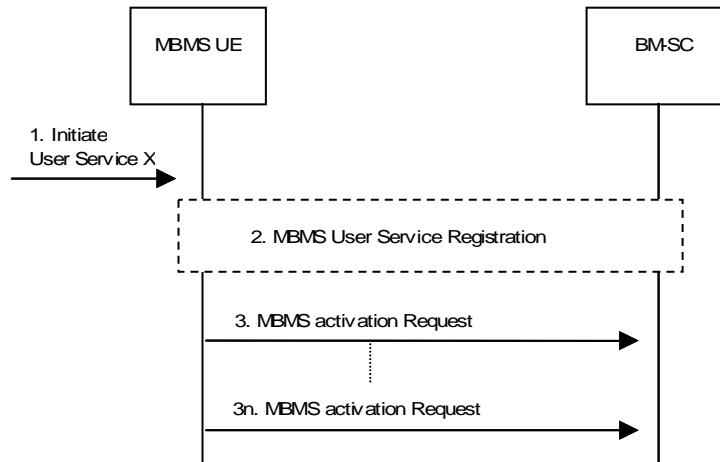 MBMS UE
BM-SC
1. Initiate
User Service X
2. MBMS User Service Registration
3. MBMS activation Request
3n. MBMS activation Request